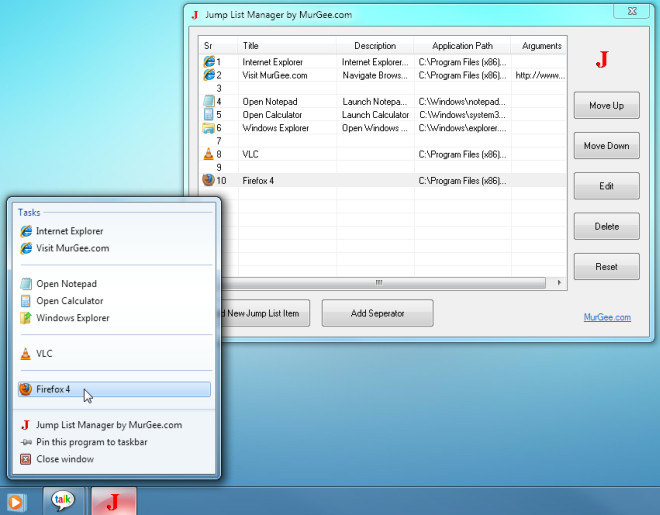 Jump List Manager by MurGee.com
Sr Title Description Application Path Arguments
1 Internet Explorer Internet Explorer... C:\Program Files (x86)...
2 Visit MurGee.com Navigate Brows... C:\Program Files (x86)... http://www...
3
4 Open Notepad Launch Notepa... C:\Windows\notepad...
5 Open Calculator Launch Calculator C:\Windows\system3...
6 Windows Explorer Open Windows ... C:\Windows\explorer....
7
8 VLC C:\Program Files (x86)...
9
10 Firefox 4 C:\Program Files (x86)...
J
Move Up
Move Down
Edit
Delete
Reset
New Jump List Item
Add Seperator
MurGee.com
Tasks
Internet Explorer
Visit MurGee.com
Open Notepad
Open Calculator
Windows Explorer
VLC
Firefox 4
J Jump List Manager by MurGee.com
Pin this program to taskbar
Close window
talk
J